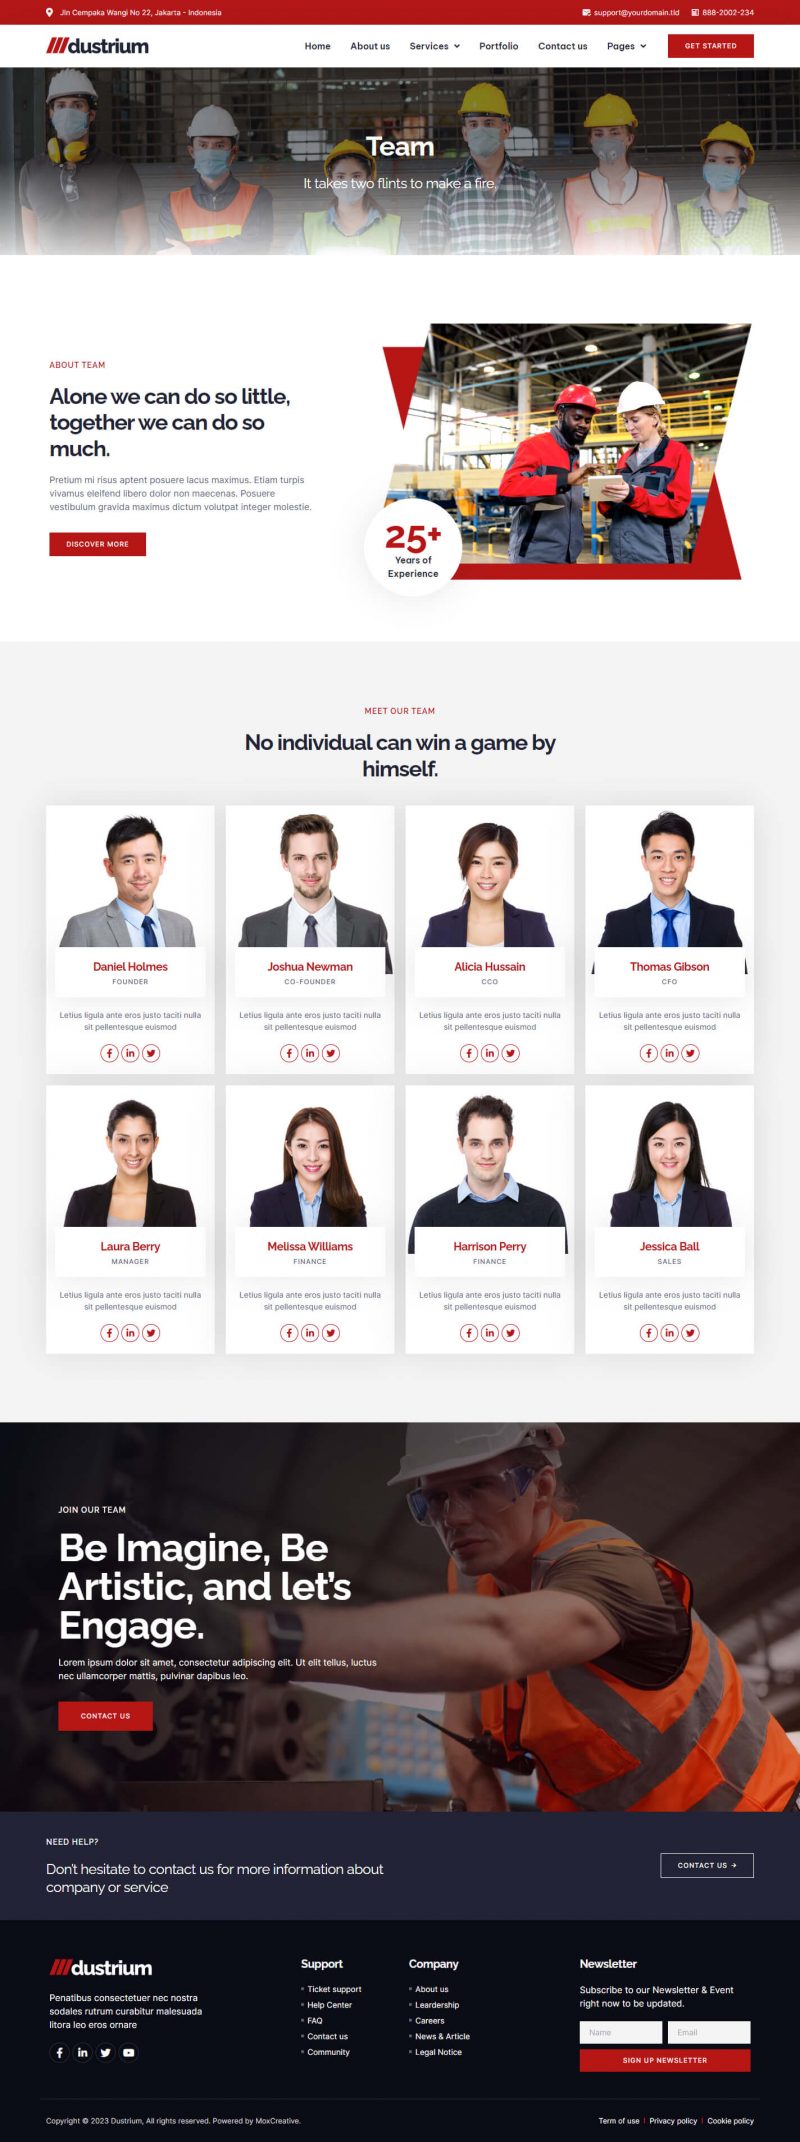 Jln Cempaka Wangi No 22, Jakarta - Indonesia
support@yourdomain.tld
888-2002-234
dustrium
Home
About us
Services
Portfolio
Contact us
Pages
GET STARTED
Team
It takes two flints to make a fire.
ABOUT TEAM
Alone we can do so little,
together we can do so
much.
Pretium mi risus aptent posuere lacus maximus. Etiam turpis
vivamus eleifend libero dolor non maecenas. Posuere
vestibulum gravida maximus dictum volutpat integer molestie.
DISCOVER MORE
25+
Years of
Experience
MEET OUR TEAM
No individual can win a game by
himself.
Daniel Holmes
FOUNDER
Letius ligula ante eros justo taciti nulla
sit pellentesque euismod
Joshua Newman
CO-FOUNDER
Letius ligula ante eros justo taciti nulla
sit pellentesque euismod
Alicia Hussain
CCO
Letius ligula ante eros justo taciti nulla
sit pellentesque euismod
Thomas Gibson
CFO
Letius ligula ante eros justo taciti nulla
sit pellentesque euismod
Laura Berry
MANAGER
Letius ligula ante eros justo taciti nulla
sit pellentesque euismod
Melissa Williams
FINANCE
Letius ligula ante eros justo taciti nulla
sit pellentesque euismod
Harrison Perry
FINANCE
Letius ligula ante eros justo taciti nulla
sit pellentesque euismod
Jessica Ball
SALES
Letius ligula ante eros justo taciti nulla
sit pellentesque euismod
JOIN OUR TEAM
Be Imagine, Be
Artistic, and let's
Engage.
Lorem ipsum dolor sit amet, consectetur adipiscing elit. Ut elit tellus, luctus
nec ullamcorper mattis, pulvinar dapibus leo.
CONTACT US
NEED HELP?
Don't hesitate to contact us for more information about
company or service
CONTACT US →
dustrium
Penatibus consectetuer nec nostra
sodales rutrum curabitur malesuada
litora leo eros ornare
Support
Ticket support
Help Center
FAQ
Contact us
Community
Company
About us
Leardership
Careers
News & Article
Legal Notice
Newsletter
Subscribe to our Newsletter & Event
right now to be updated.
Name
Email
SIGN UP NEWSLETTER
Copyright © 2023 Dustrium, All rights reserved. Powered by MoxCreative.
Term of use | Privacy policy | Cookie policy